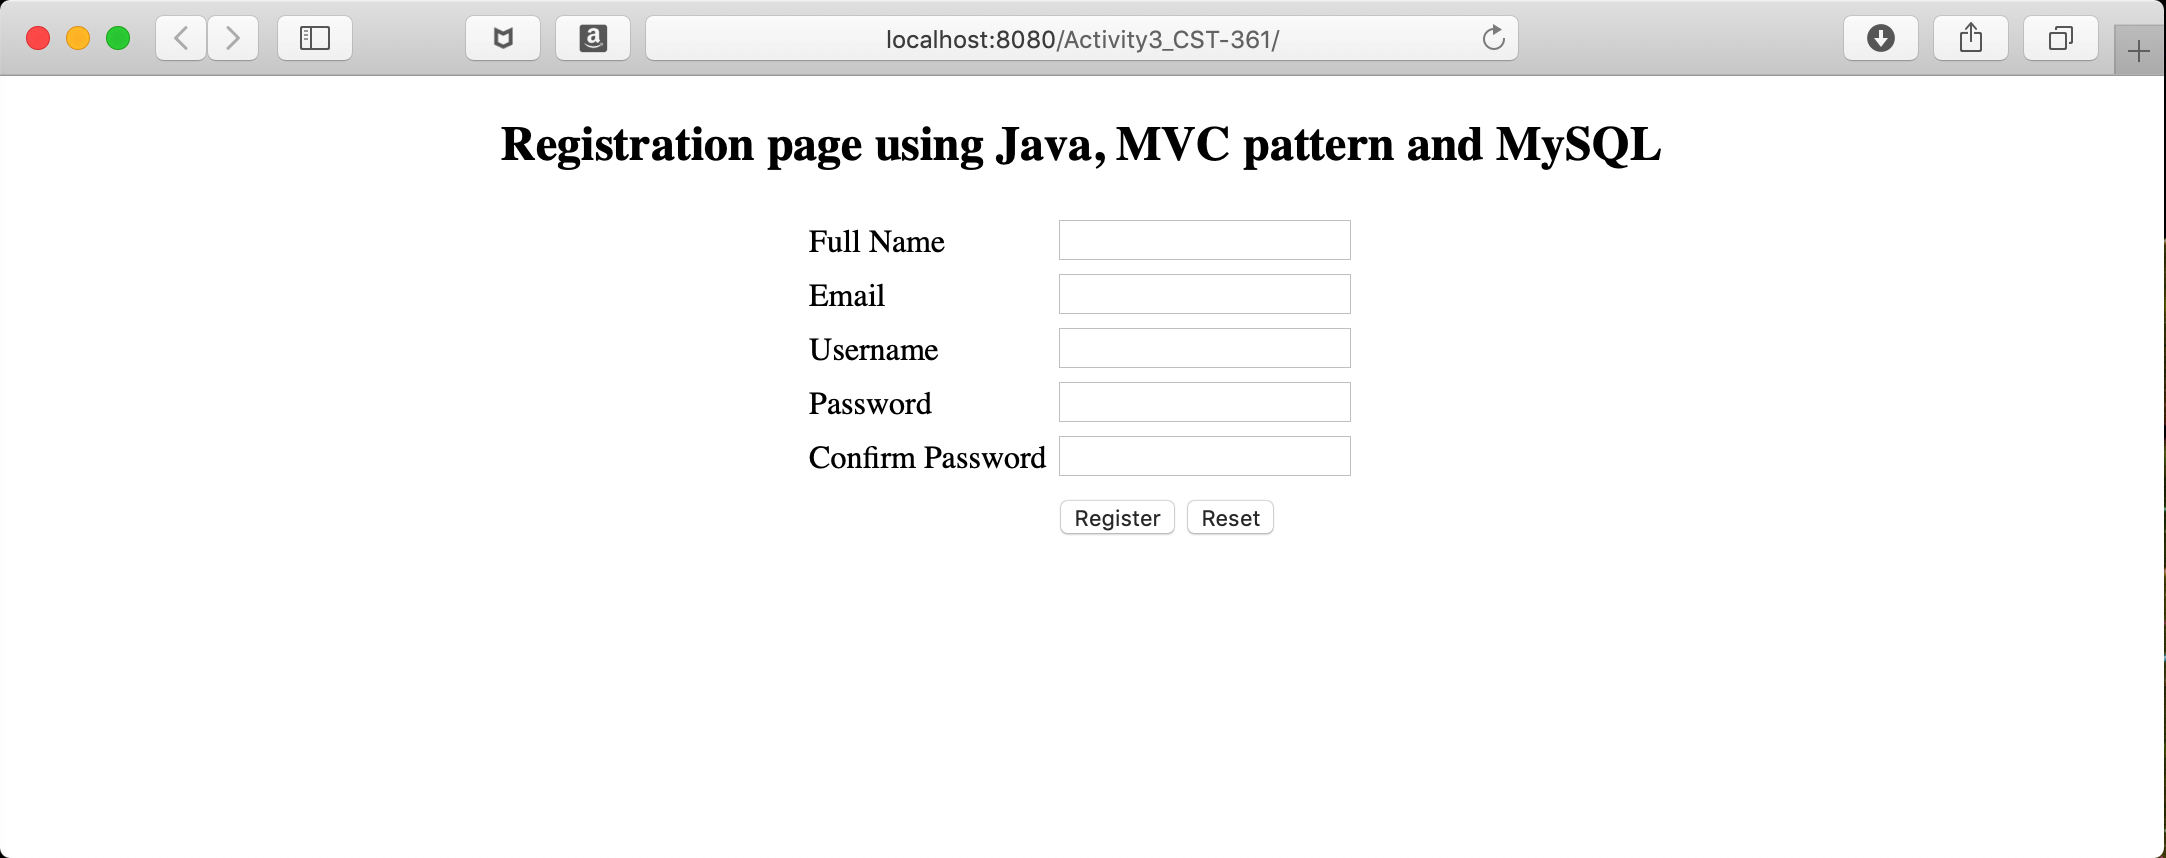 a
localhost:8080/Activity3_CST-361/
Registration page using Java, MVC pattern and MySQL
Full Name
Email
Username
Password
Confirm Password
Register Reset